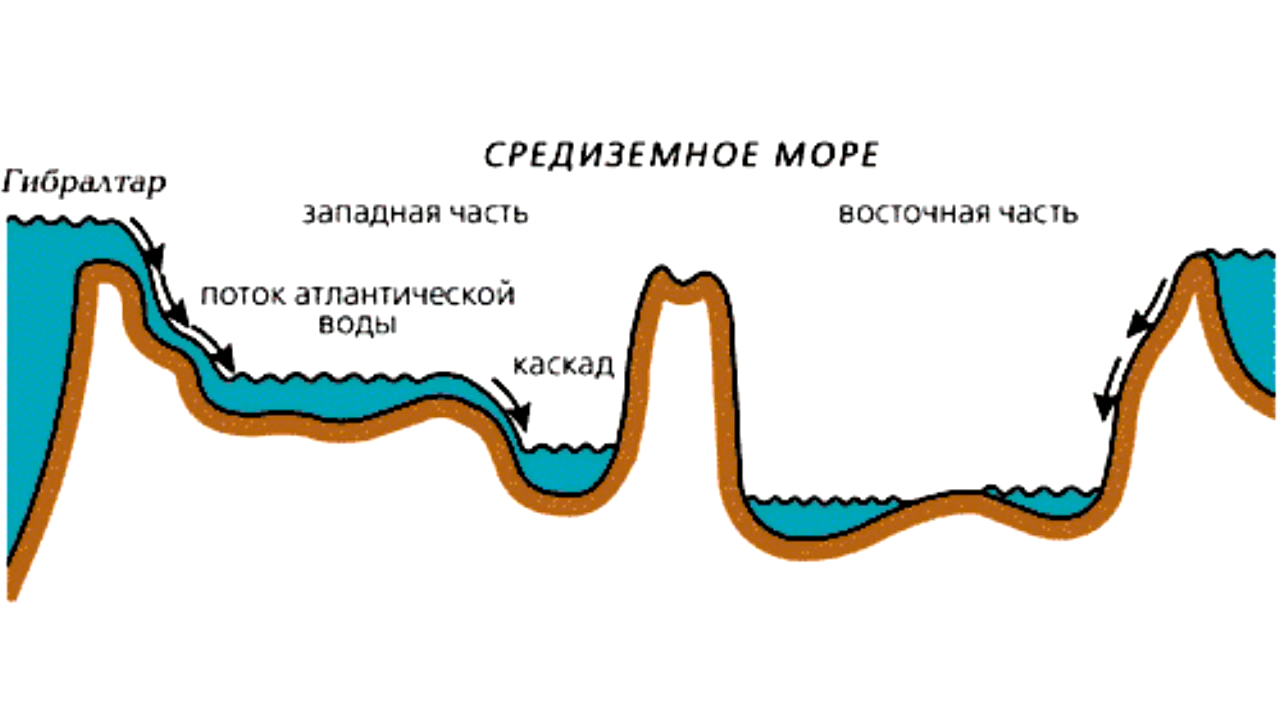 СРЕДИЗЕМНОЕ МОРЕ
Гибралтар
западная часть
восточная часть
поток атлантической
воды
каскад